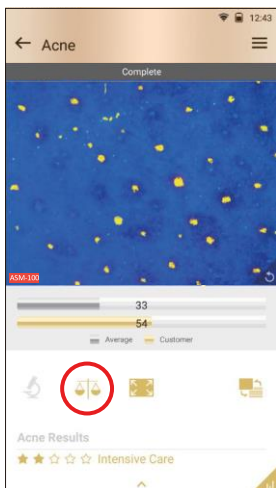 12:43
Acne
Complete
ASM-100
33
54
Average Customer
Acne Results
Intensive Care